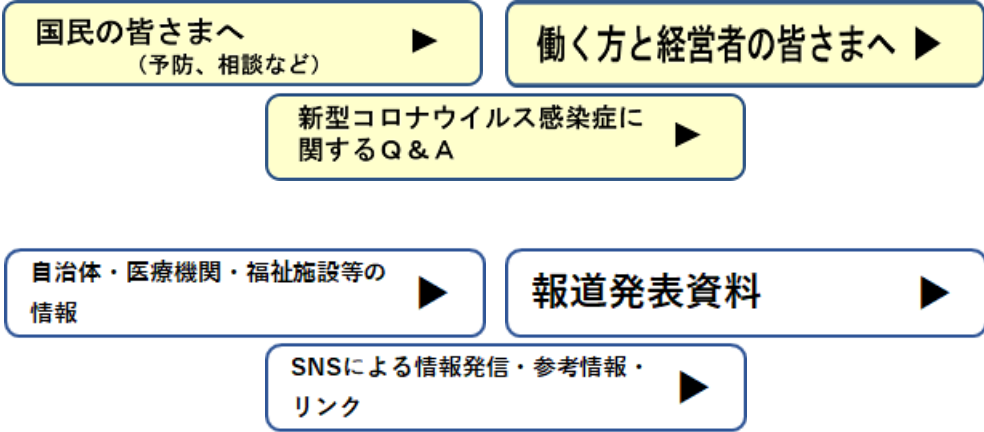 国民の皆さまへ ▶
（予防、相談など）
働く方と経営者の皆さまへ ▶
新型コロナウイルス感染症に ▶
関するＱ＆Ａ
自治体・医療機関・福祉施設等の ▶
情報
報道発表資料 ▶
SNSによる情報発信・参考情報・ ▶
リンク